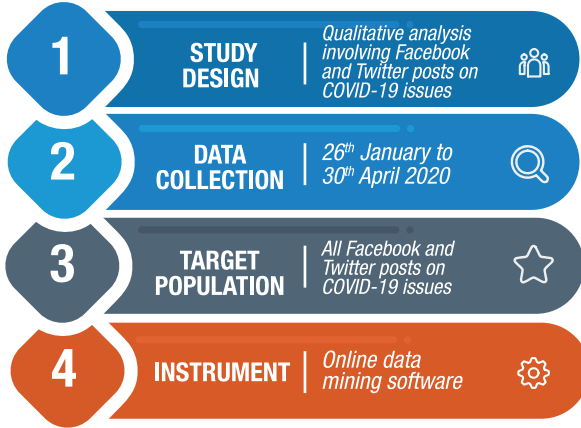 1
STUDY
DESIGN
Qualitative analysis
involving Facebook
and Twitter posts on
COVID-19 issues
2
DATA
COLLECTION
26th January to
30th April 2020
3
TARGET
POPULATION
All Facebook and
Twitter posts on
COVID-19 issues
4
INSTRUMENT
Online data
mining software